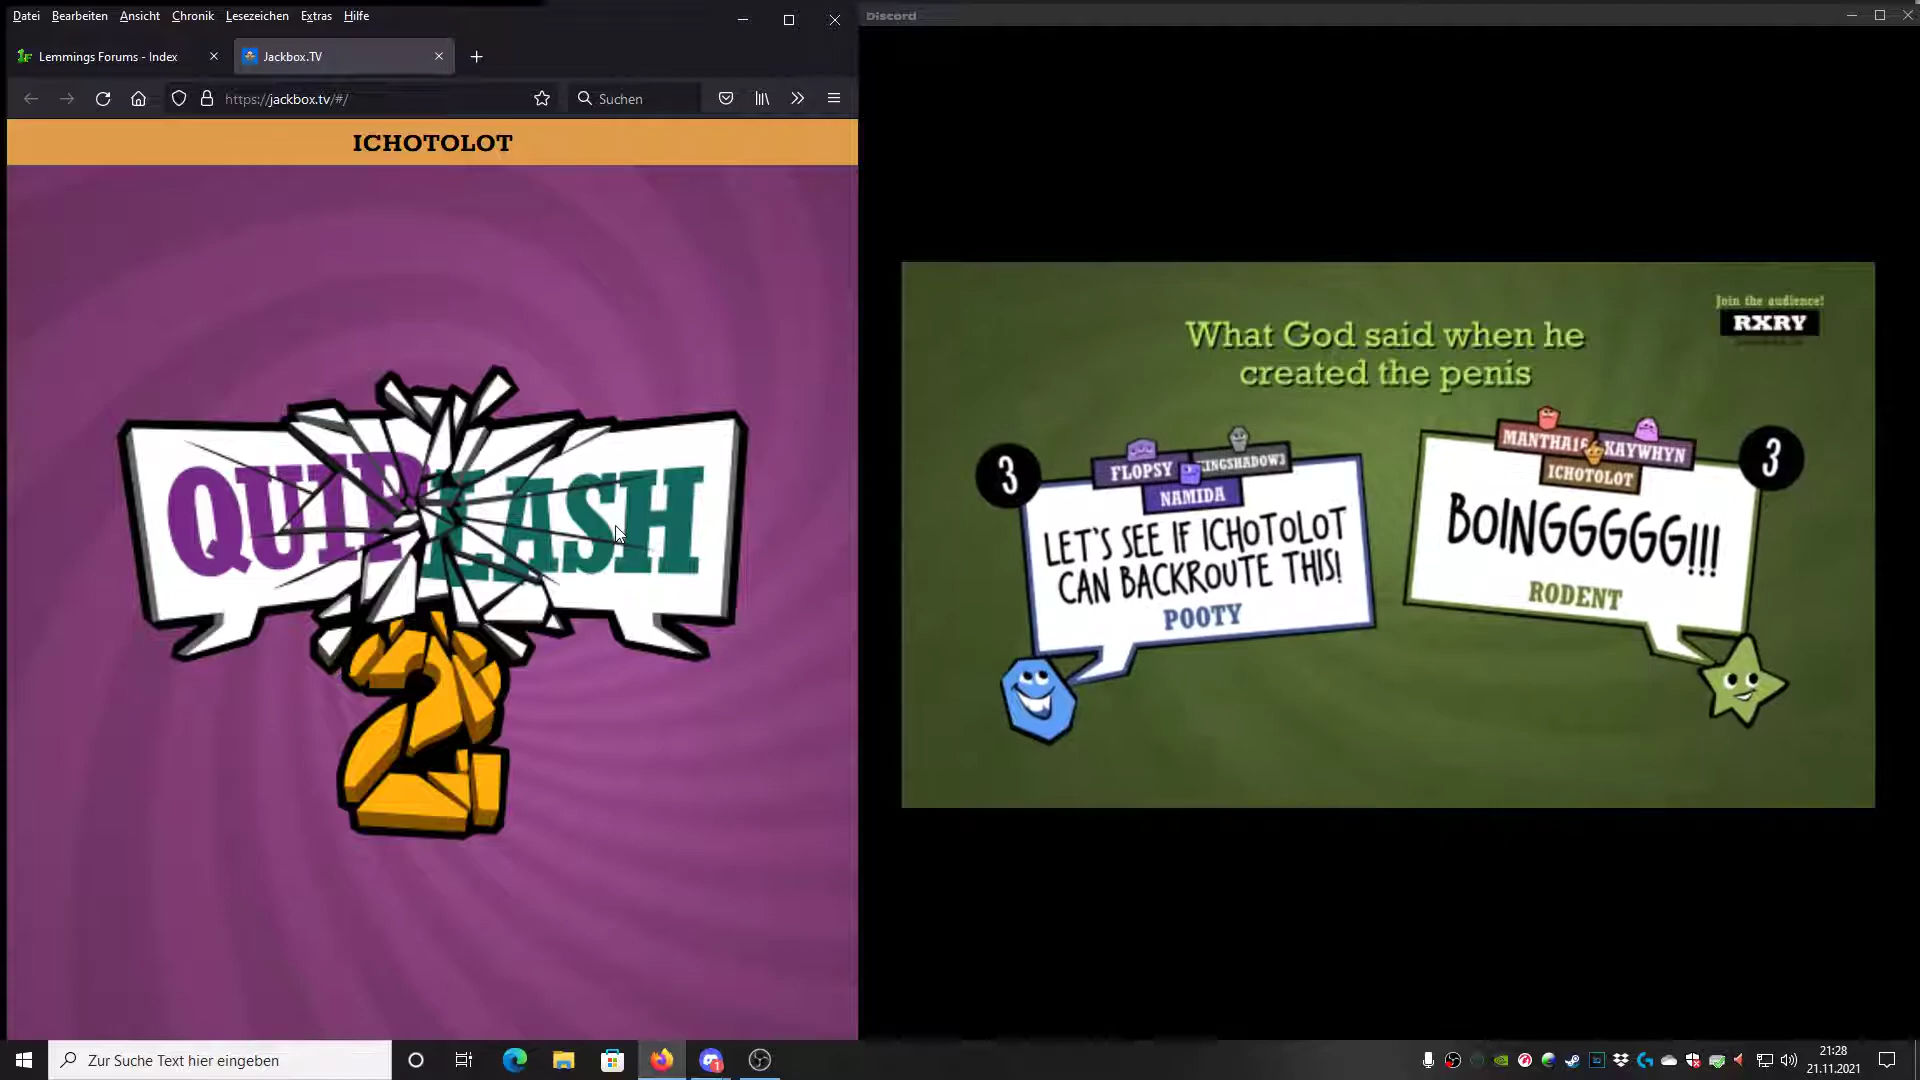 Datei Bearbeiten Ansicht Chronik Lesezeichen Extras Hilfe
Discord
Lemmings Forums - Index
Jackbox.TV
https://jackbox.tv/#/
Suchen
ICHOTOLOT
QUIPLASH
2
Join the audience!
RXRY
What God said when he
created the penis
3
FLOPSY
KINGSHADOW3
NAMIDA
LET'S SEE IF ICHOTOLOT
CAN BACKROUTE THIS!
POOTY
MANTHA16
KAYWHYN
ICHOTOLOT
3
BOINGGGGG!!!
RODENT
Zur Suche Text hier eingeben
1
21:28
21.11.2021